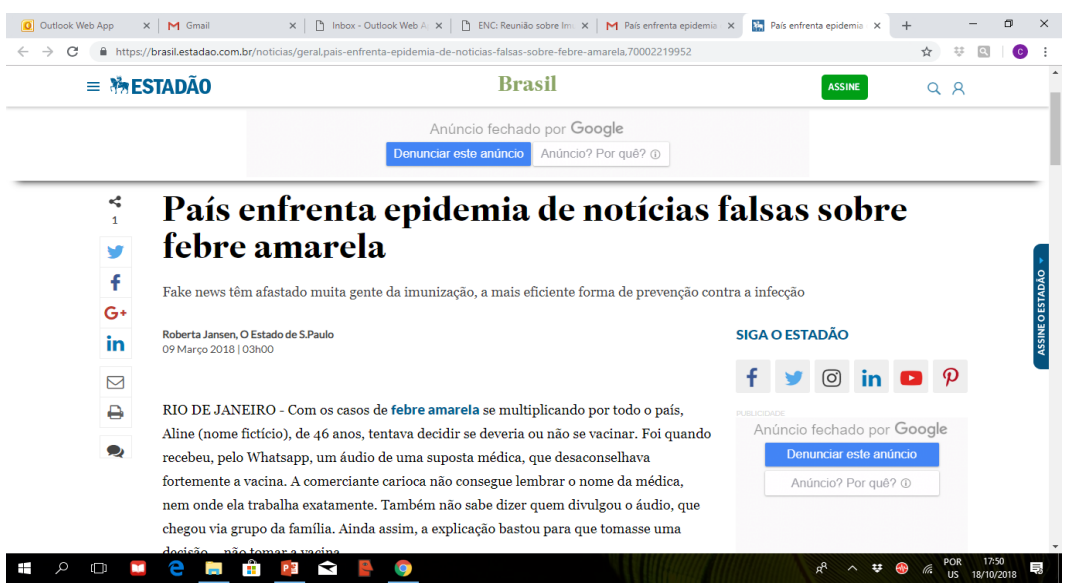 Outlook Web App
Gmail
Inbox - Outlook Web A
ENC: Reunião sobre Im
País enfrenta epidemia
País enfrenta epidemia
https://brasil.estadao.com.br/noticias/geral,pais-enfrenta-epidemia-de-noticias-falsas-sobre-febre-amarela,70002219952
C
ESTADÃO
Brasil
ASSINE
Anúncio fechado por Google
Denunciar este anúncio
Anúncio? Por quê?
1
País enfrenta epidemia de notícias falsas sobre
febre amarela
Fake news têm afastado muita gente da imunização, a mais eficiente forma de prevenção contra a infecção
Roberta Jansen, O Estado de S.Paulo
09 Março 2018 | 03h00
RIO DE JANEIRO - Com os casos de febre amarela se multiplicando por todo o país,
Aline (nome fictício), de 46 anos, tentava decidir se deveria ou não se vacinar. Foi quando
recebeu, pelo Whatsapp, um áudio de uma suposta médica, que desaconselhava
fortemente a vacina. A comerciante carioca não consegue lembrar o nome da médica,
nem onde ela trabalha exatamente. Também não sabe dizer quem divulgou o áudio, que
chegou via grupo da família. Ainda assim, a explicação bastou para que tomasse uma
decisão... não tomar a vacina
SIGA O ESTADÃO
PUBLICIDADE
Anúncio fechado por Google
Denunciar este anúncio
Anúncio? Por quê?
ASSINE O ESTADÃO
POR
US
17:50
18/10/2018